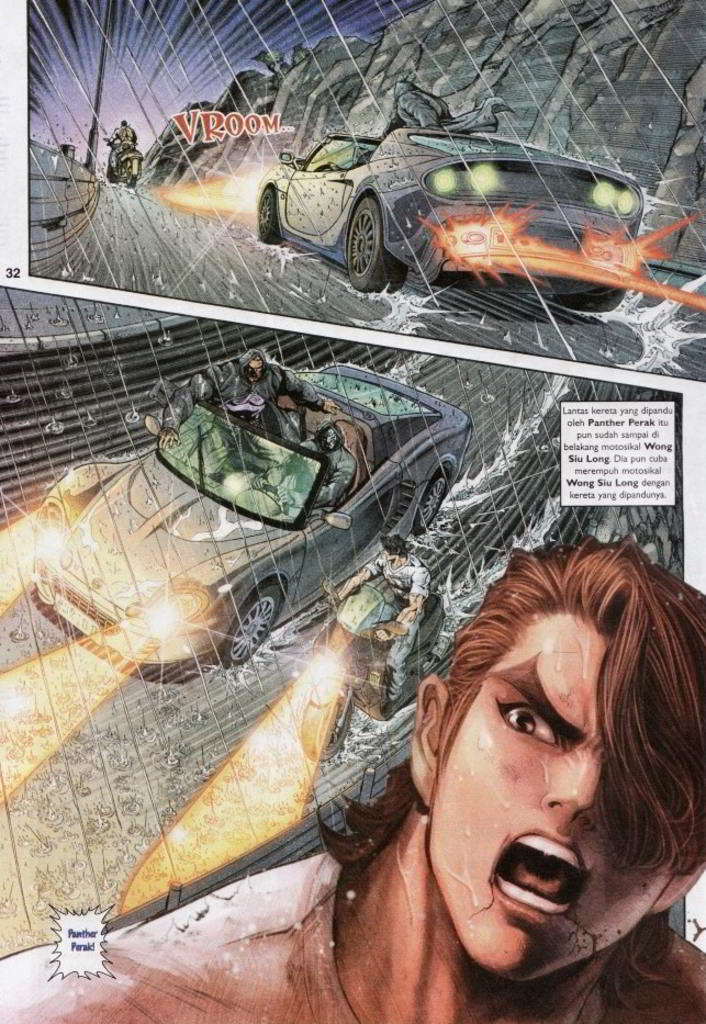 VROOM...
32
Lantas kereta yang dipandu
oleh Panther Perak itu
pun sudah sampai di
belakang motosikal Wong
Siu Long. Dia pun cuba
merempuh motosikal
Wong Siu Long dengan
kereta yang dipandunya.
Panther
Perak!